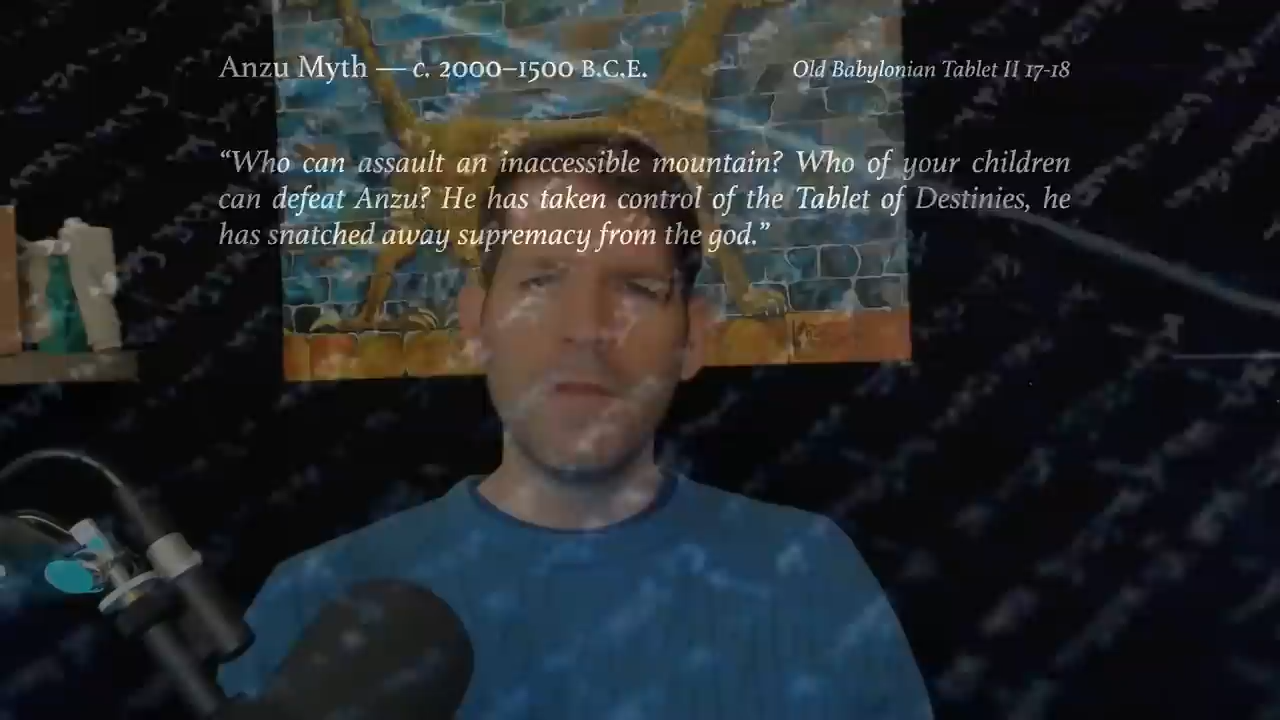 Anzu Myth — c. 2000–1500 B.C.E.
Old Babylonian Tablet II 17-18
“Who can assault an inaccessible mountain? Who of your children
can defeat Anzu? He has taken control of the Tablet of Destinies, he
has snatched away supremacy from the god.”